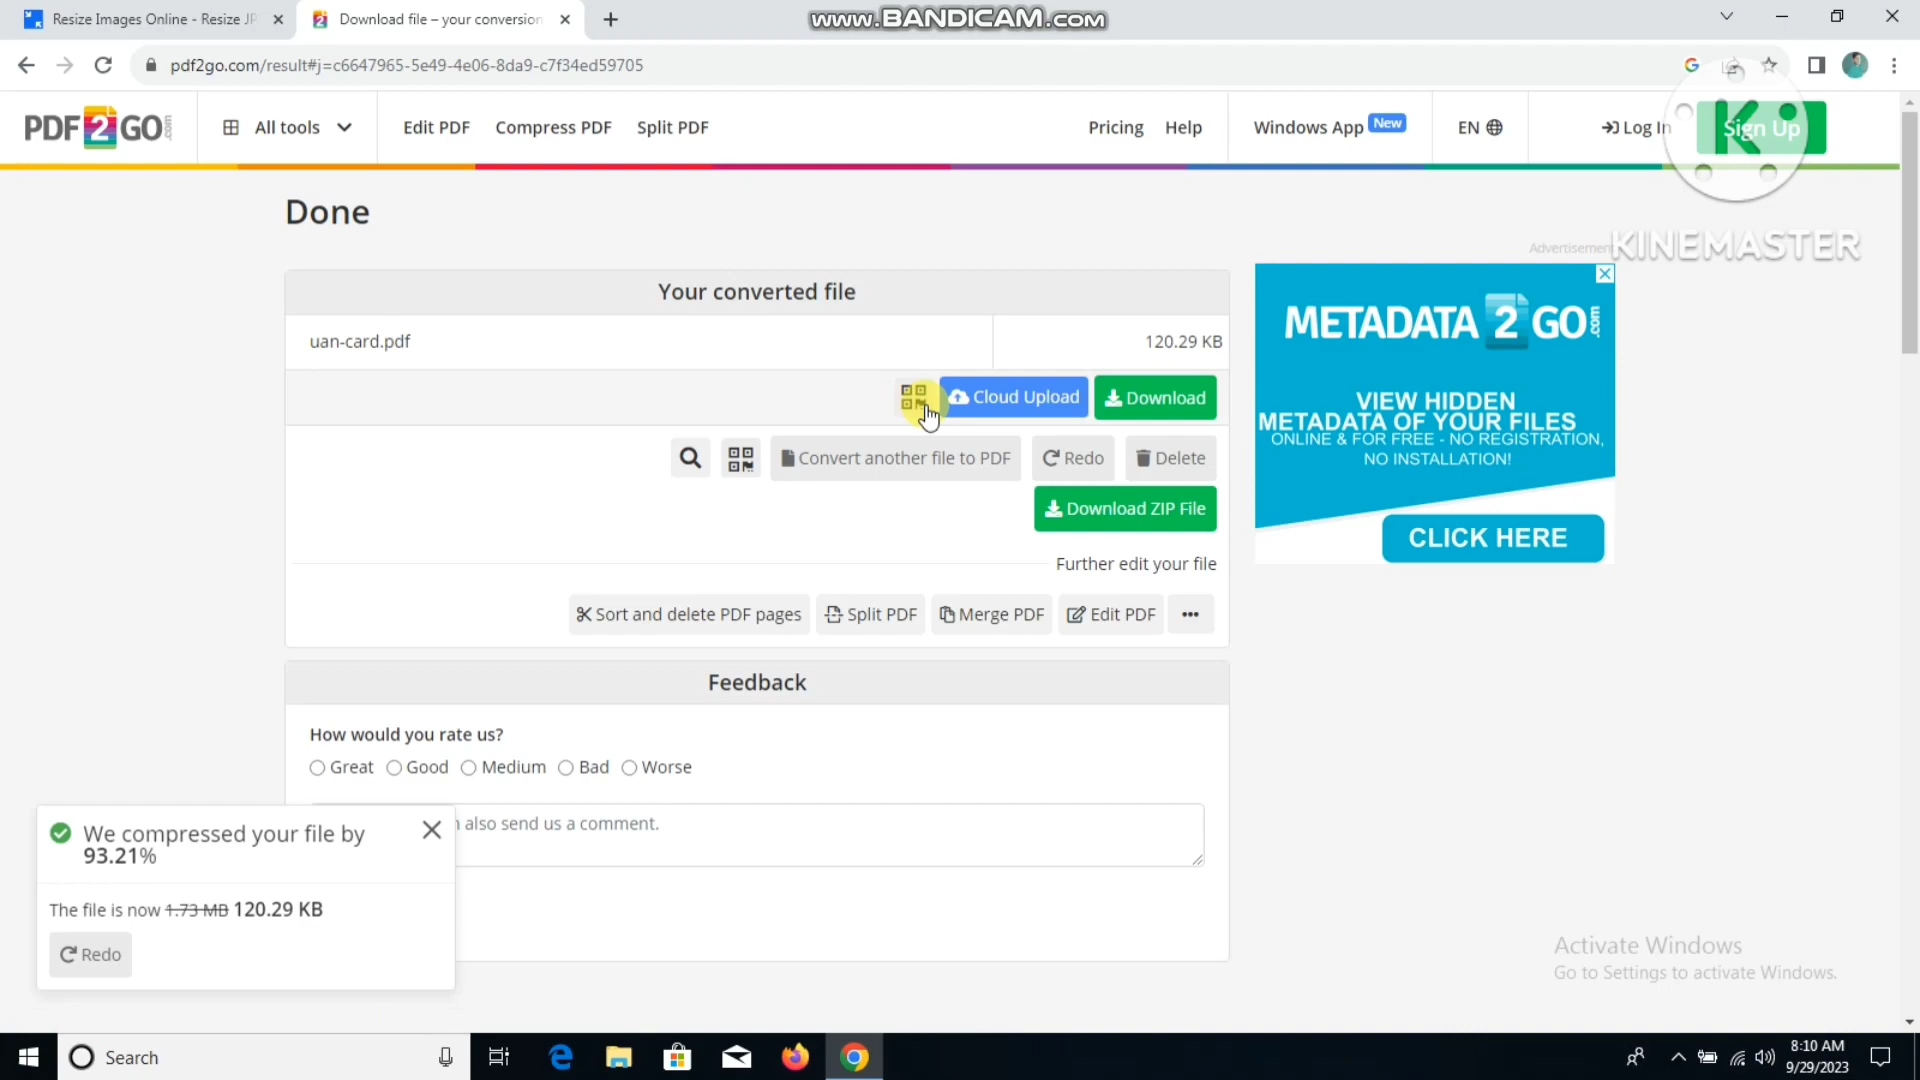 Resize Images Online - Resize JP
Download file – your conversion
www.BANDICAM.com
pdf2go.com/result#j=c6647965-5e49-4e06-8da9-c7f34ed59705
PDF2GO.com
All tools
Edit PDF
Compress PDF
Split PDF
Pricing
Help
Windows App New
EN
Log In
Sign Up
K
KINEMASTER
Done
Advertisement
Your converted file
uan-card.pdf
120.29 KB
Cloud Upload
Download
Convert another file to PDF
Redo
Delete
Download ZIP File
Further edit your file
Sort and delete PDF pages
Split PDF
Merge PDF
Edit PDF
•••
METADATA 2 GO.com
VIEW HIDDEN
METADATA OF YOUR FILES
ONLINE & FOR FREE - NO REGISTRATION,
NO INSTALLATION!
CLICK HERE
Feedback
How would you rate us?
Great
Good
Medium
Bad
Worse
also send us a comment.
We compressed your file by
93.21%
The file is now 1.73 MB 120.29 KB
Redo
Activate Windows
Go to Settings to activate Windows.
Search
8:10 AM
9/29/2023